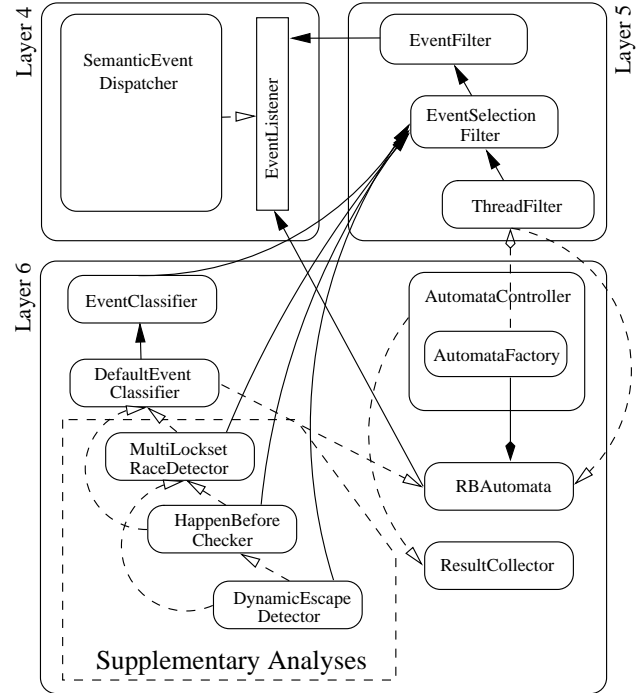 Layer 4
SemanticEvent
Dispatcher
EventListener
Layer 5
EventFilter
EventSelection
Filter
ThreadFilter
Layer 6
EventClassifier
DefaultEvent
Classifier
MultiLockset
RaceDetector
HappenBefore
Checker
DynamicEscape
Detector
Supplementary Analyses
AutomataController
AutomataFactory
RBAutomata
ResultCollector